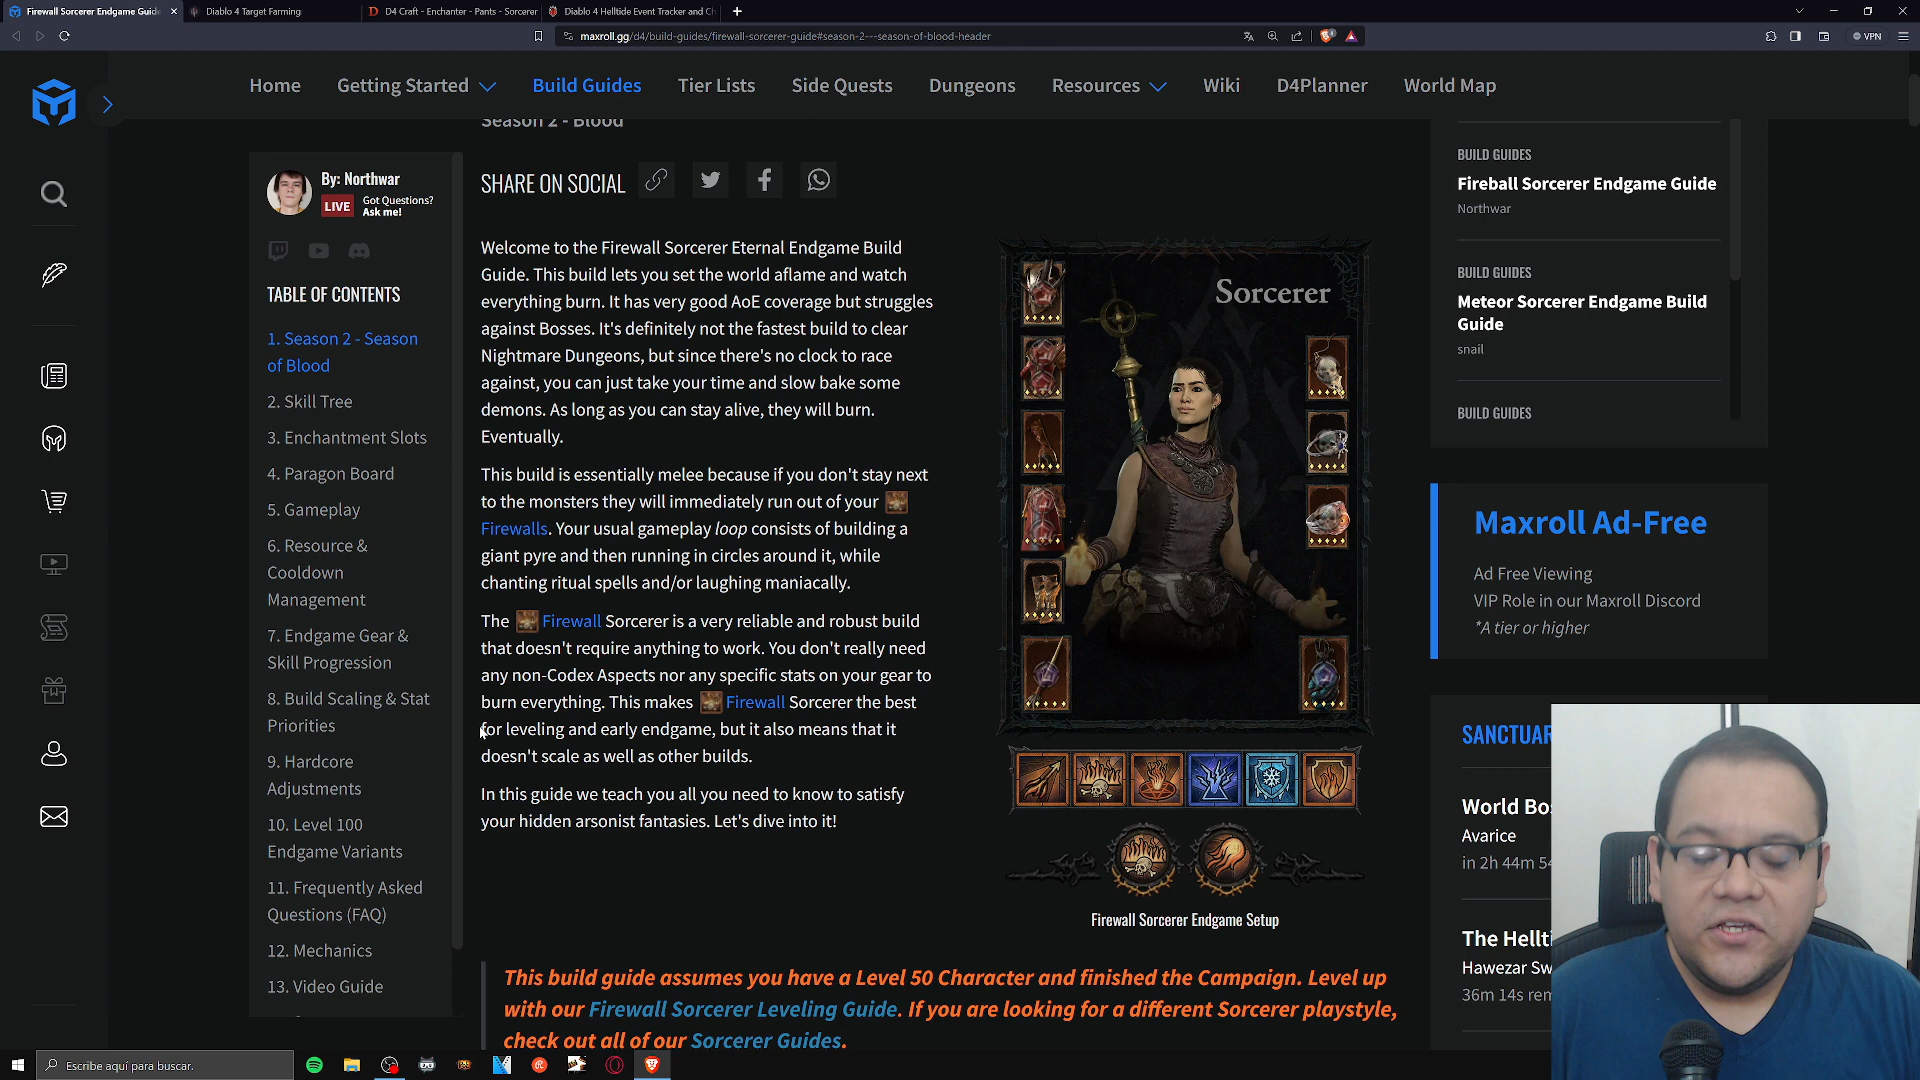 Firewall Sorcerer Endgame Guide
Diablo 4 Target Farming
D4 Craft - Enchanter - Pants - Sorcerer
Diablo 4 Helltide Event Tracker and Ch
maxroll.gg/d4/build-guides/firewall-sorcerer-guide#season-2---season-of-blood-header
VPN
Home
Getting Started
Build Guides
Tier Lists
Side Quests
Dungeons
Resources
Wiki
D4Planner
World Map
Season 2 - Blood
By: Northwar
LIVE
Got Questions?
Ask me!
TABLE OF CONTENTS
1. Season 2 - Season
of Blood
2. Skill Tree
3. Enchantment Slots
4. Paragon Board
5. Gameplay
6. Resource &
Cooldown
Management
7. Endgame Gear &
Skill Progression
8. Build Scaling & Stat
Priorities
9. Hardcore
Adjustments
10. Level 100
Endgame Variants
11. Frequently Asked
Questions (FAQ)
12. Mechanics
13. Video Guide
SHARE ON SOCIAL
Welcome to the Firewall Sorcerer Eternal Endgame Build
Guide. This build lets you set the world aflame and watch
everything burn. It has very good AoE coverage but struggles
against Bosses. It's definitely not the fastest build to clear
Nightmare Dungeons, but since there's no clock to race
against, you can just take your time and slow bake some
demons. As long as you can stay alive, they will burn.
Eventually.
This build is essentially melee because if you don't stay next
to the monsters they will immediately run out of your
Firewalls. Your usual gameplay loop consists of building a
giant pyre and then running in circles around it, while
chanting ritual spells and/or laughing maniacally.
The Firewall Sorcerer is a very reliable and robust build
that doesn't require anything to work. You don't really need
any non-Codex Aspects nor any specific stats on your gear to
burn everything. This makes Firewall Sorcerer the best
for leveling and early endgame, but it also means that it
doesn't scale as well as other builds.
In this guide we teach you all you need to know to satisfy
your hidden arsonist fantasies. Let's dive into it!
Sorcerer
Firewall Sorcerer Endgame Setup
This build guide assumes you have a Level 50 Character and finished the Campaign. Level up
with our Firewall Sorcerer Leveling Guide. If you are looking for a different Sorcerer playstyle,
check out all of our Sorcerer Guides.
BUILD GUIDES
Fireball Sorcerer Endgame Guide
Northwar
BUILD GUIDES
Meteor Sorcerer Endgame Build
Guide
snail
BUILD GUIDES
Maxroll Ad-Free
Ad Free Viewing
VIP Role in our Maxroll Discord
*A tier or higher
SANCTUAR
World Bos
Avarice
in 2h 44m 54
The Hellti
Hawezar Sw
36m 14s rem
Escribe aquí para buscar.